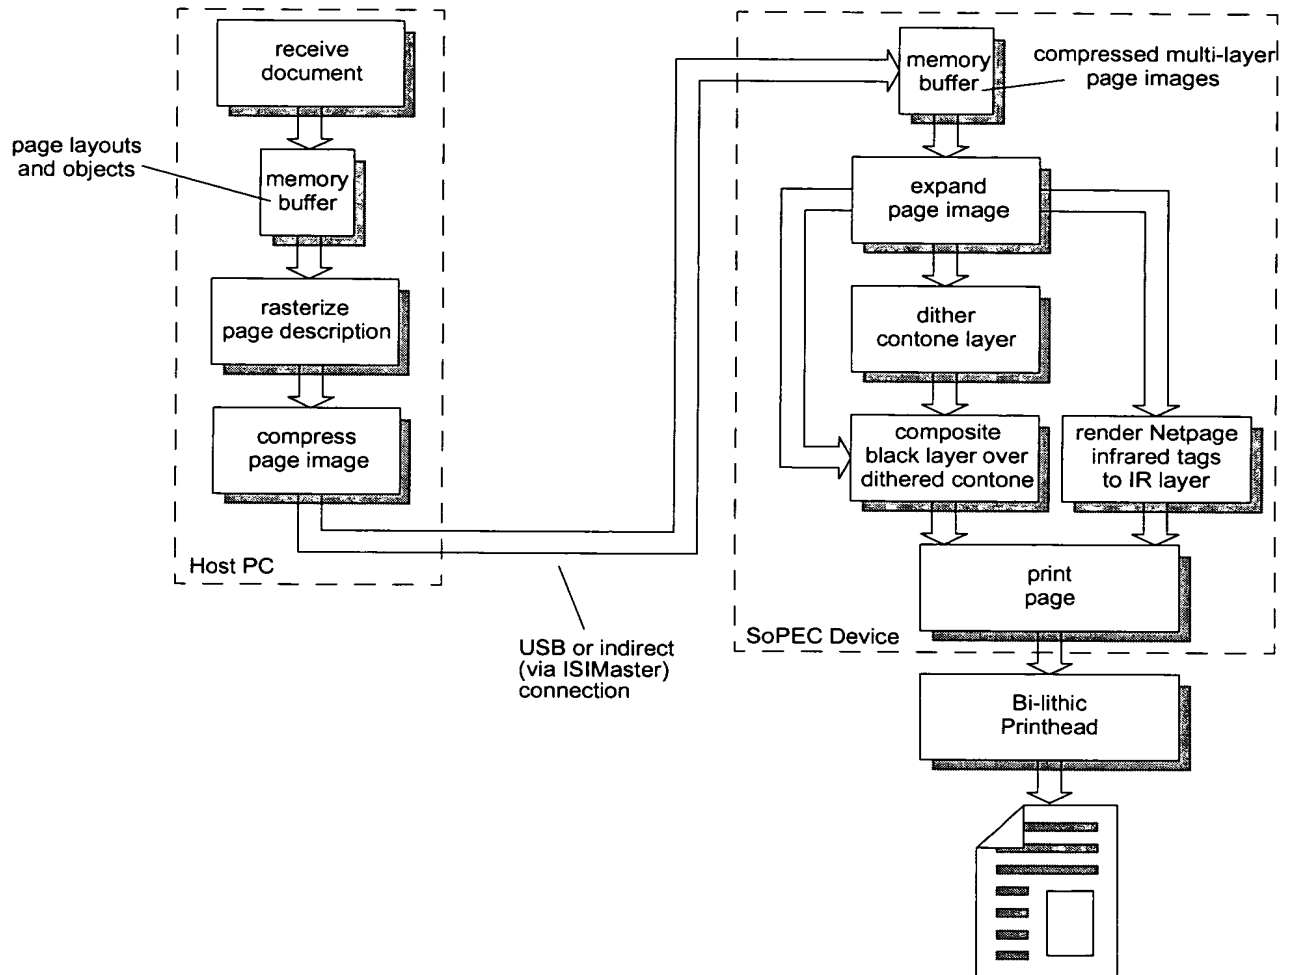 receive
document
page layouts
and objects
memory
buffer
rasterize
page description
compress
page image
Host PC
USB or indirect
(via ISIMaster)
connection
memory
buffer
compressed multi-layer
page images
expand
page image
dither
contone layer
composite
black layer over
dithered contone
render Netpage
infrared tags
to IR layer
print
page
SoPEC Device
Bi-lithic
Printhead